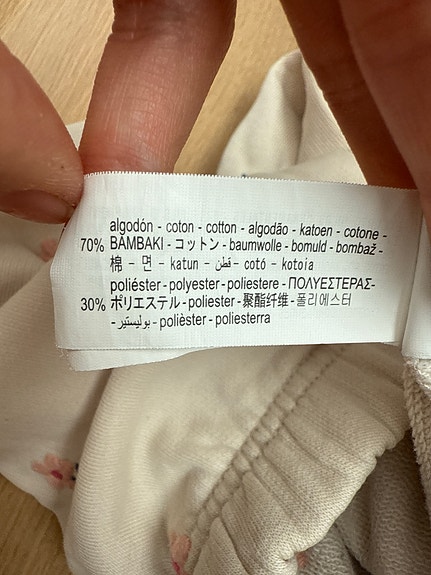 algodón - coton - cotton - algodão - katoen - cotone -
70% BAMBAKI - コットン - baumwolle - bomuld - bombaž -
棉 - 면 - katun - قطن - cotó - kotoia
poliéster - polyester - poliestere - ΠΟΛΥΕΣΤΕΡΑΣ-
30% ポリエステル - poliester - 聚酯纤维 - 폴리에스터
- بوليستير - polièster - poliesterra